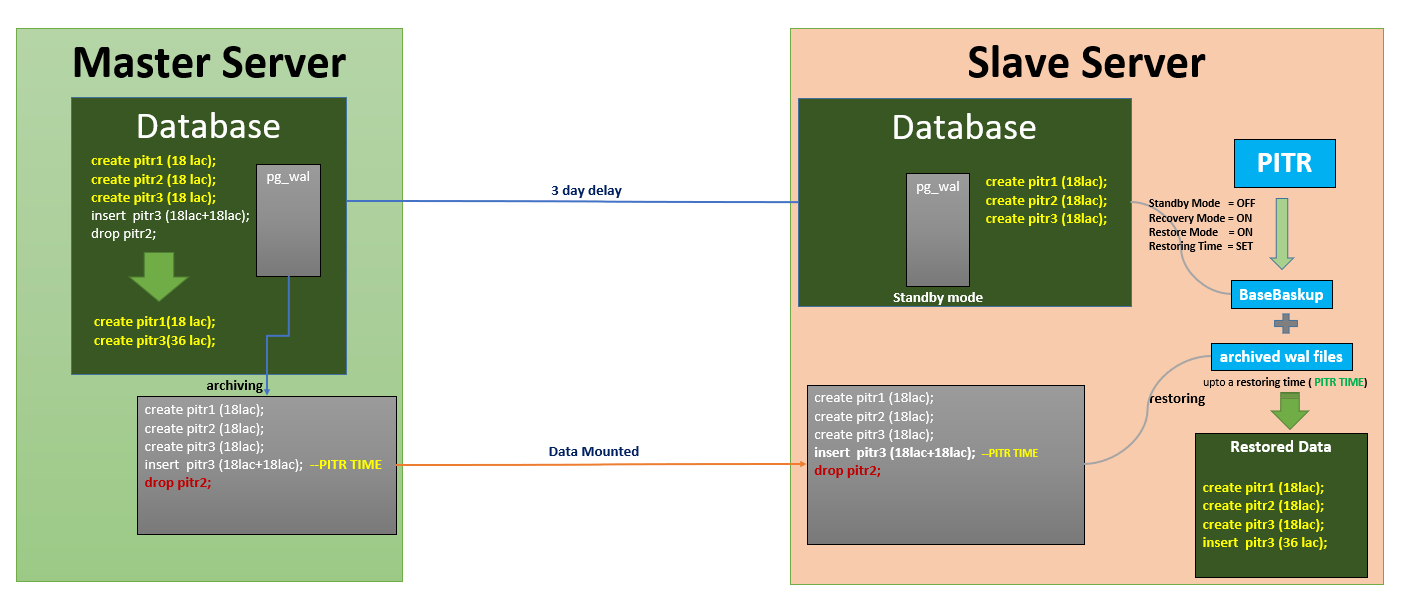 Master Server
Database
create pitr1 (18 lac);
create pitr2 (18 lac);
create pitr3 (18 lac);
insert pitr3 (18lac+18lac);
drop pitr2;
pg_wal
create pitr1(18 lac);
create pitr3(36 lac);
archiving
create pitr1 (18lac);
create pitr2 (18lac);
create pitr3 (18lac);
insert pitr3 (18lac+18lac); --PITR TIME
drop pitr2;
3 day delay
Data Mounted
Slave Server
Database
pg_wal
create pitr1 (18lac);
create pitr2 (18lac);
create pitr3 (18lac);
Standby mode
create pitr1 (18lac);
create pitr2 (18lac);
create pitr3 (18lac);
insert pitr3 (18lac+18lac); --PITR TIME
drop pitr2;
PITR
Standby Mode = OFF
Recovery Mode = ON
Restore Mode = ON
Restoring Time = SET
BaseBaskup
archived wal files
upto a restoring time ( PITR TIME)
restoring
Restored Data
create pitr1 (18lac);
create pitr2 (18lac);
create pitr3 (18lac);
insert pitr3 (36 lac);